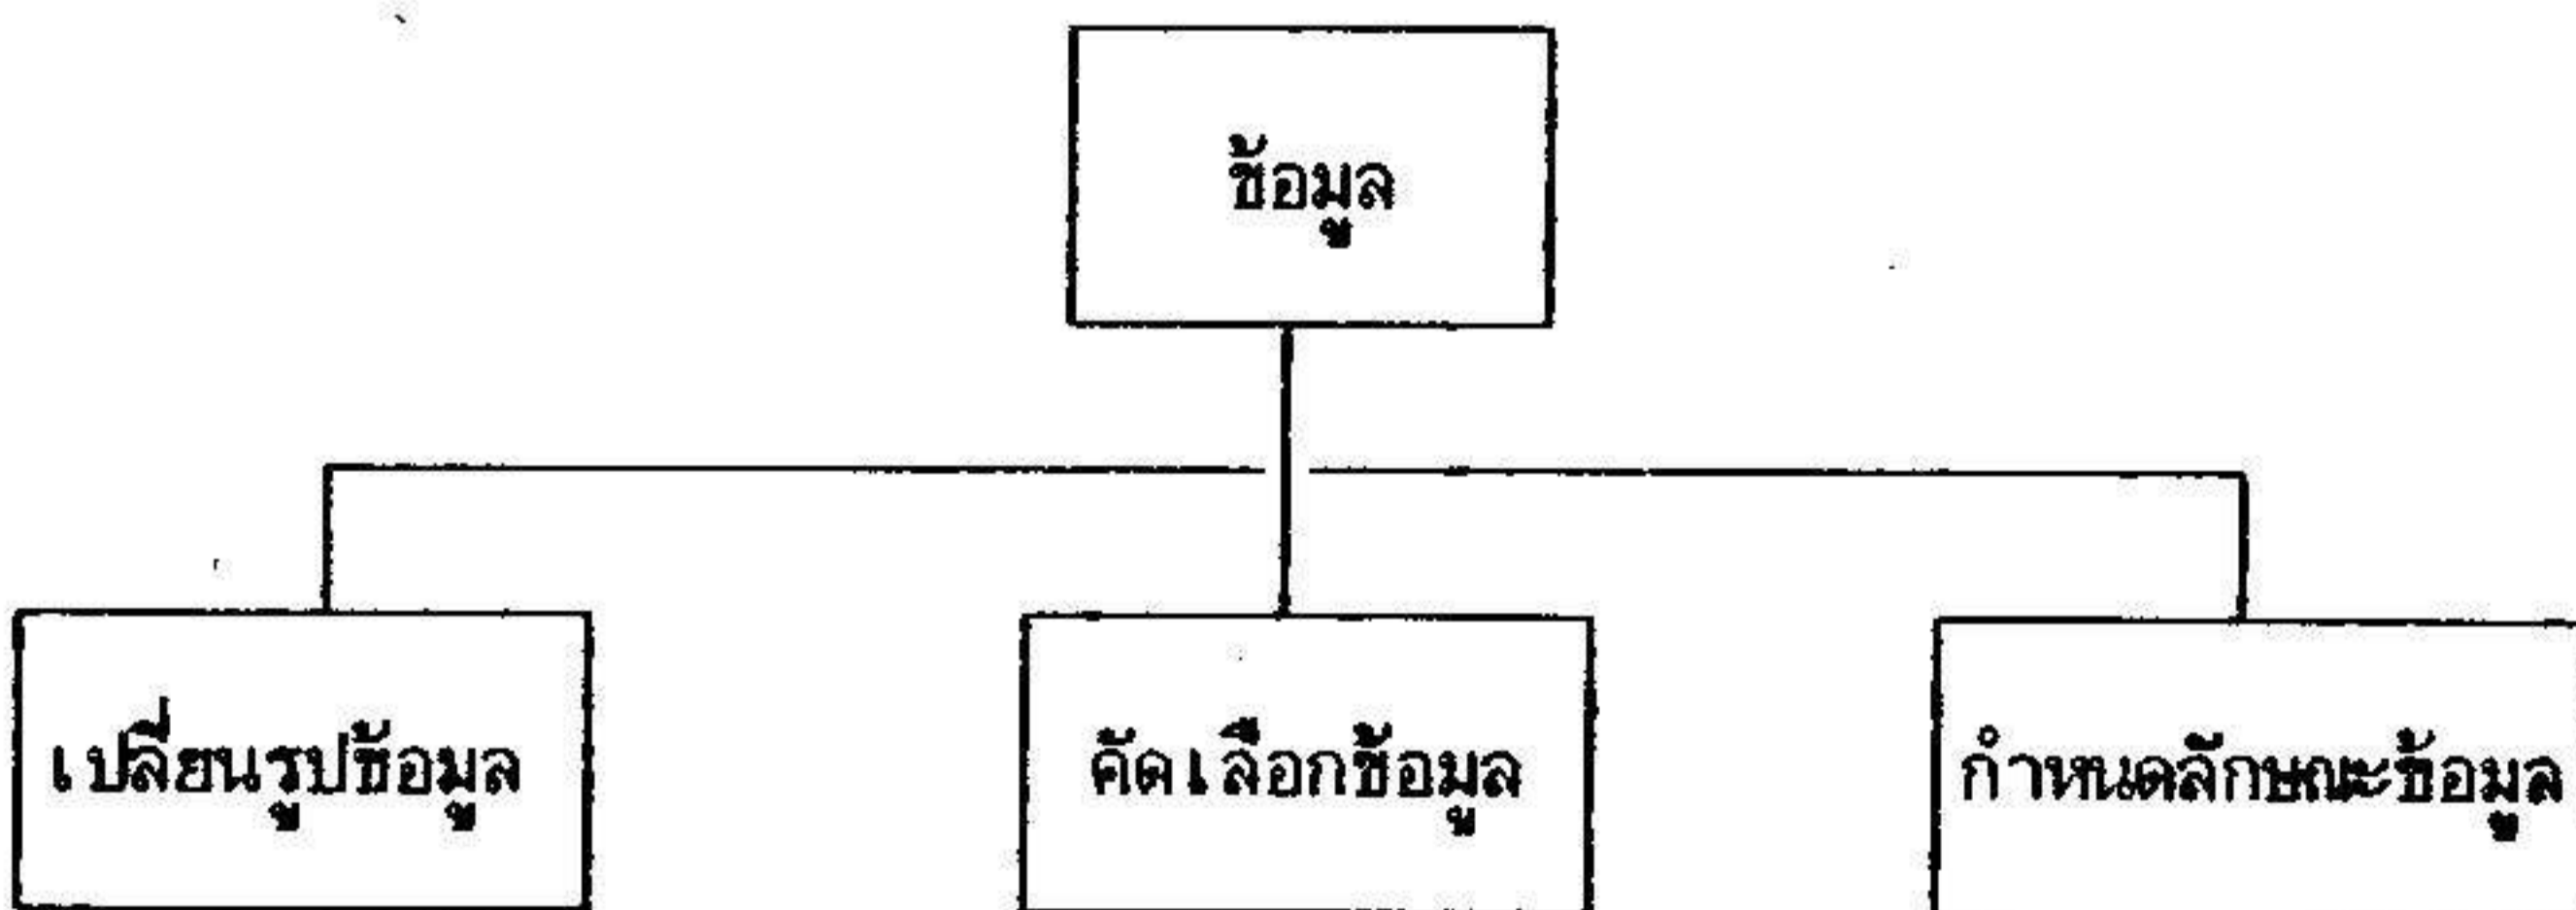 ข้อมูล
เปลี่ยนรูปข้อมูล
คัดเลือกข้อมูล
กำหนดลักษณะข้อมูล